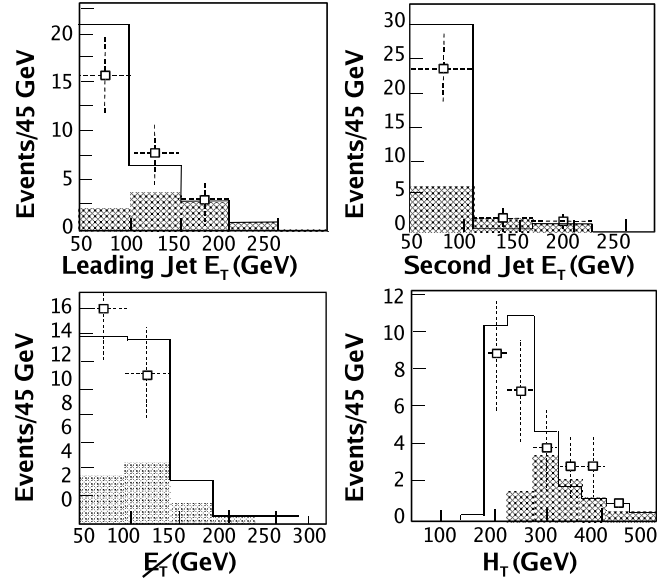 Events/45 GeV
20
15
10
5
0
50 100 150 200 250
Leading Jet E_T (GeV)
Events/45 GeV
30
25
20
15
10
5
0
50 100 150 200 250
Second Jet E_T (GeV)
Events/45 GeV
16
14
12
10
8
6
4
2
0
50 100 150 200 250 300
E_T (GeV)
Events/45 GeV
12
10
8
6
4
2
0
100 200 300 400 500
H_T (GeV)